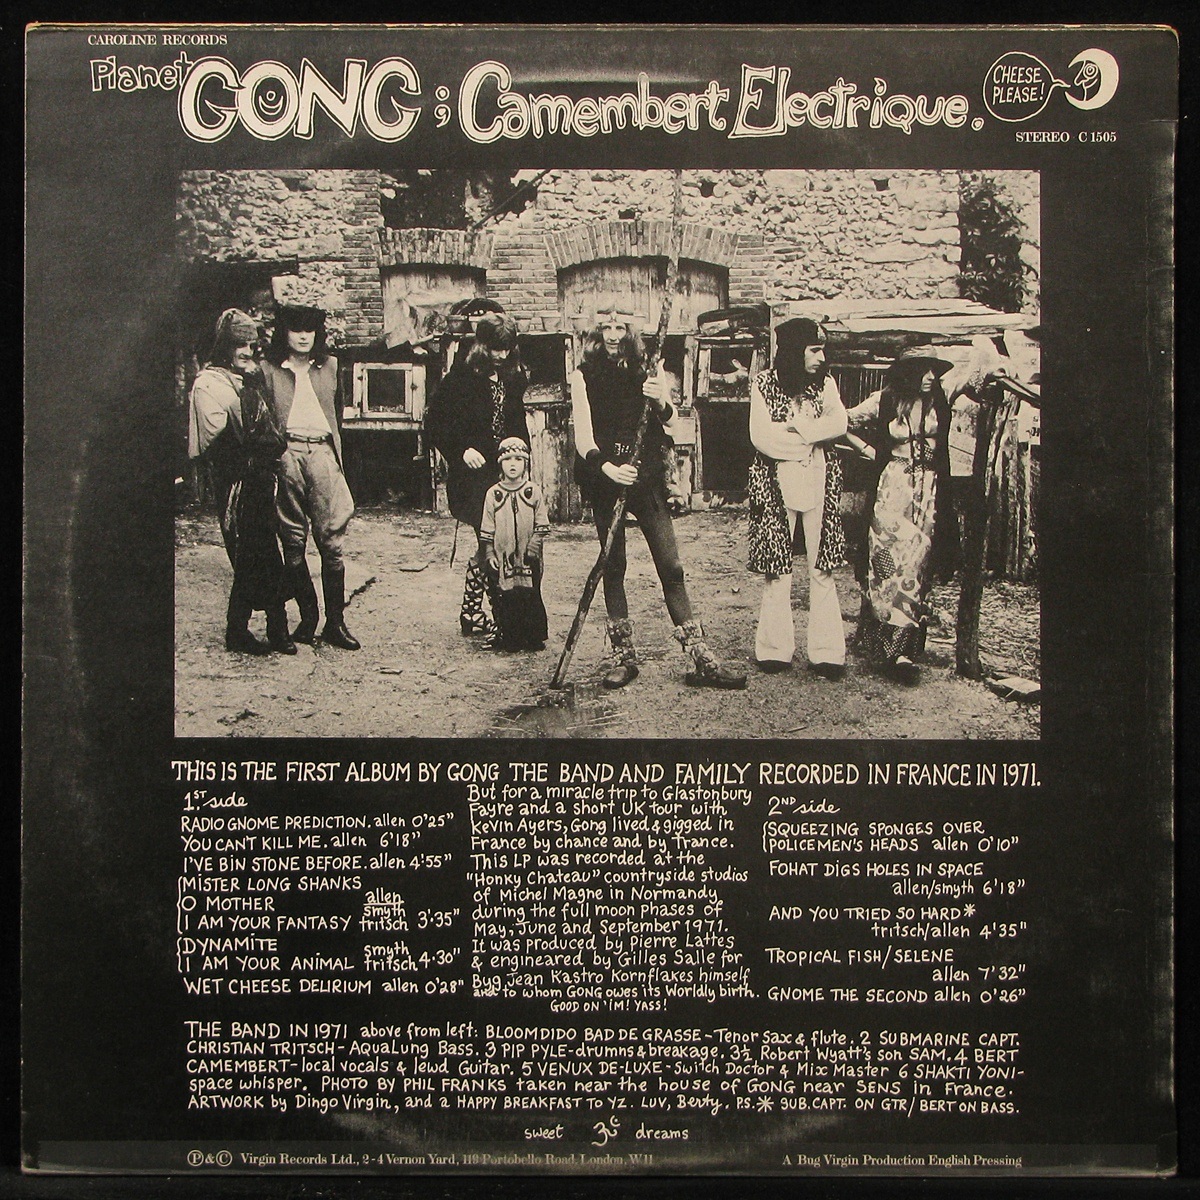 CAROLINE RECORDS
Planet GONG ; Camembert Electrique.
CHEESE PLEASE!
STEREO C 1505
THIS IS THE FIRST ALBUM BY GONG THE BAND AND FAMILY RECORDED IN FRANCE IN 1971.
1ST side
RADIO GNOME PREDICTION. allen 0'25"
YOU CAN'T KILL ME. allen 6'18"
I'VE BIN STONE BEFORE. allen 4'55"
MISTER LONG SHANKS
O MOTHER allen
smyth
I AM YOUR FANTASY tritsch 3'35"
DYNAMiTE smyth
I AM YOUR ANIMAL tritsch 4'30"
WET CHEESE DELIRIUM allen 0'28"
But for a miracle trip to Glastonbury
Fayre and a short UK tour with
Kevin Ayers, Gong lived & gigged in
France by chance and by Trance.
This LP was recorded at the
"Honky Chateau" countryside studios
of Michel Magne in Normandy
during the full moon phases of
May, June and September 1971.
It was produced by Pierre Lattes
& engineared by Gilles Salle for
Byg. Jean Kastro Kornflakes himself
and to whom GONG owes its Worldly birth.
GOOD ON 'IM! YASS!
2ND side
SQUEEZING SPONGES OVER
POLICEMEN'S HEADS allen 0'10"
FOHAT DIGS HOLES IN SPACE
allen/smyth 6'18"
AND YOU TRIED SO HARD*
tritsch/allen 4'35"
TROPICAL FISH/SELENE
allen 7'32"
GNOME THE SECOND allen 0'26"
THE BAND IN 1971 above from left: BLOOMDIDO BAD DE GRASSE-Tenor Sax & flute. 2 SUBMARINE CAPT.
CHRISTIAN TRITSCH-AquaLung Bass. 3 PIP PYLE-drumns & breakage. 3½ Robert Wyatt's son SAM. 4 BERT
CAMEMBERT-local vocals & lewd Guitar. 5 VENUX DE-LUXE-Switch Doctor & Mix Master 6 SHAKTI YONI-
space whisper. PHOTO BY PHIL FRANKS taken near the house of GONG near SENS in France.
ARTWORK by Dingo Virgin, and a HAPPY BREAKFAST TO YZ. LUV, Berty. P.S.* SUB.CAPT. ON GTR/BERT ON BASS.
sweet dreams
Ⓟ & © Virgin Records Ltd., 2-4 Vernon Yard, 119 Portobello Road, London, W11
A Bug Virgin Production English Pressing